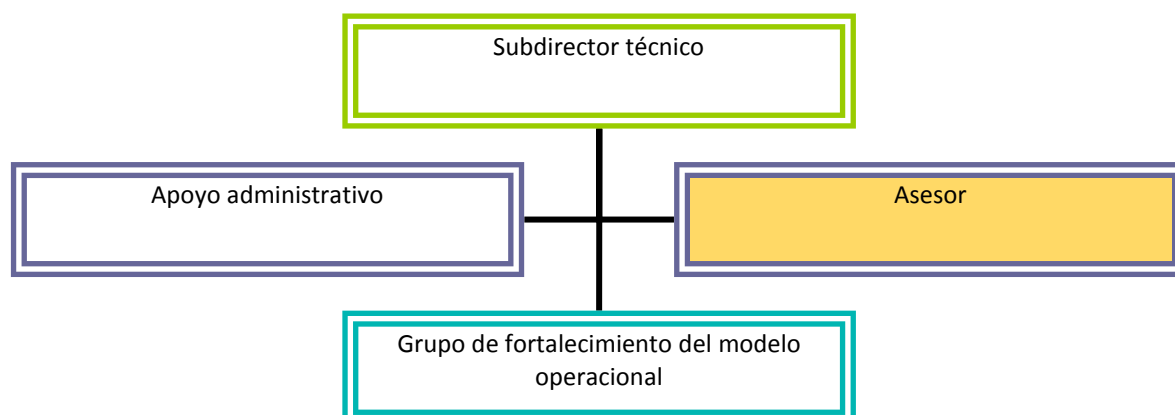 Subdirector técnico
Apoyo administrativo
Asesor
Grupo de fortalecimiento del modelo
operacional